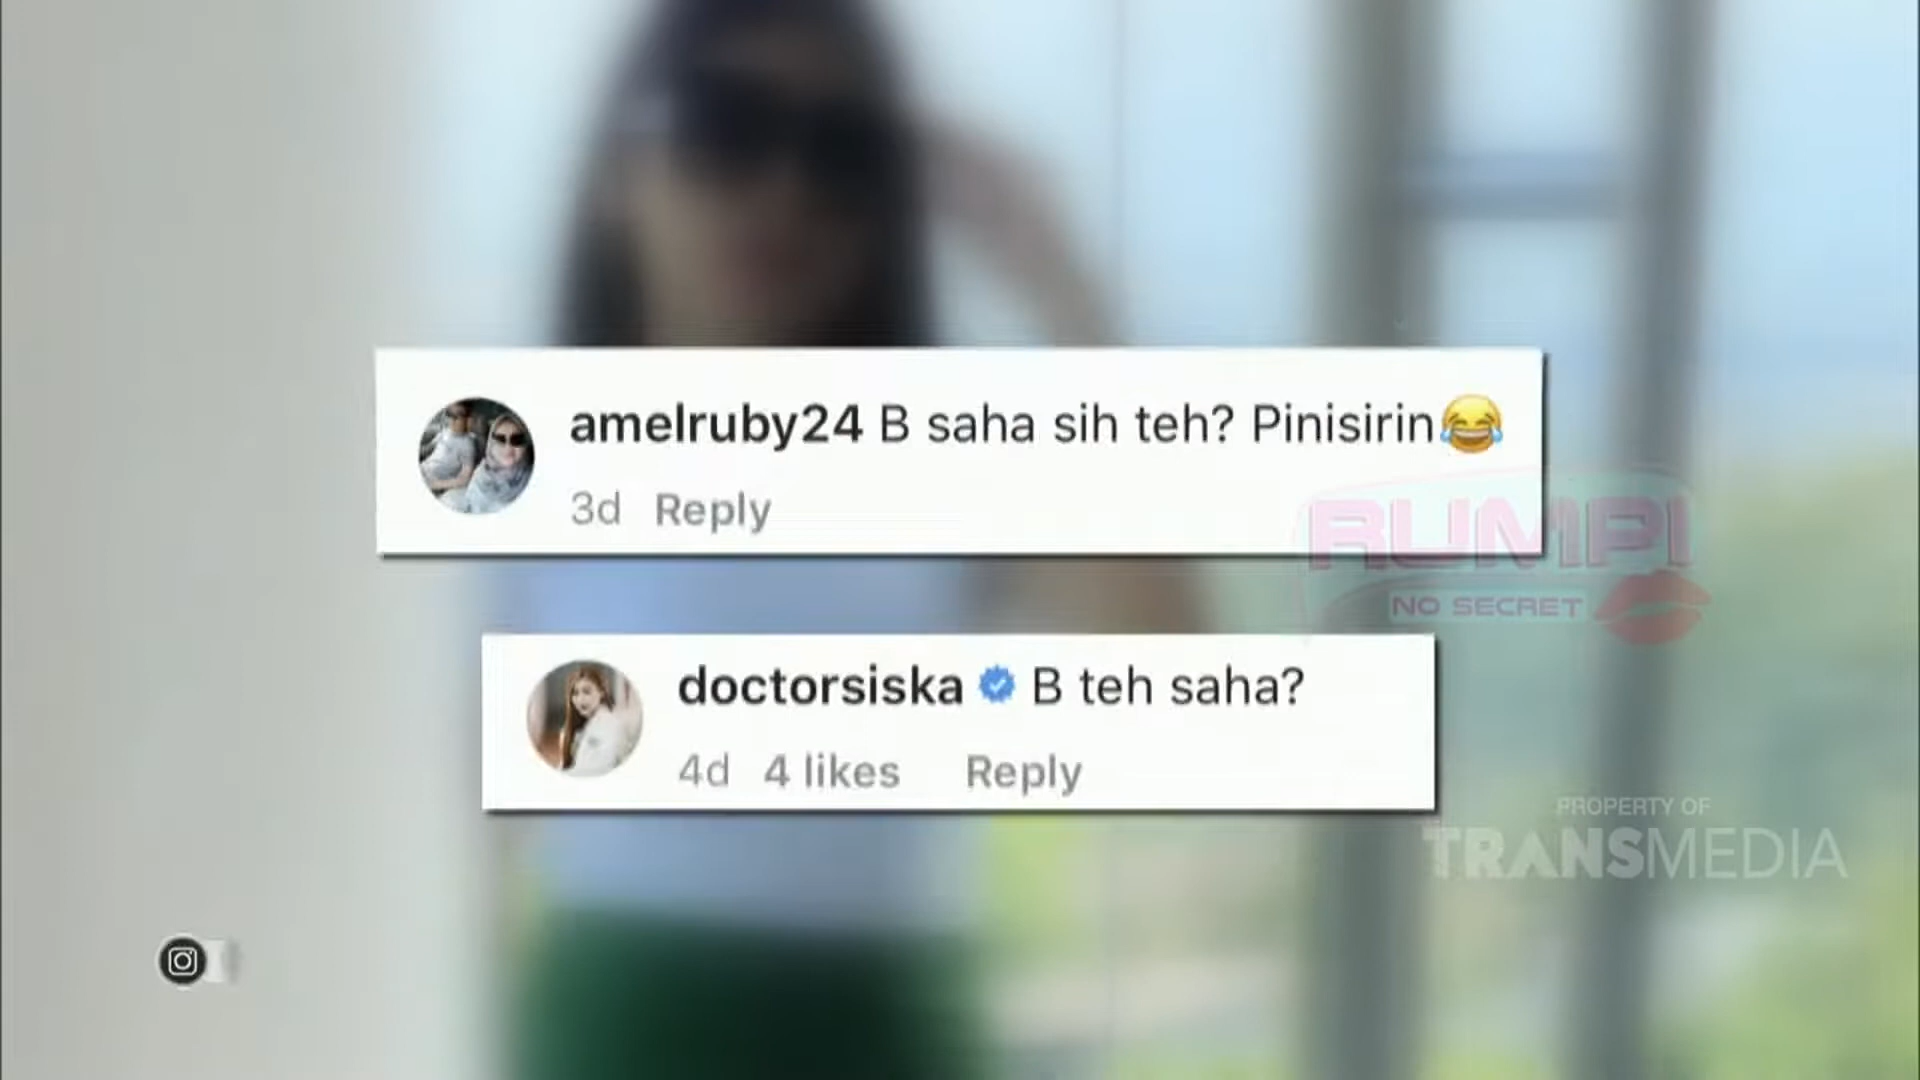 amelruby24 B saha sih teh? Pinisirin😂
3d Reply
RUMPI
NO SECRET
doctorsiska B teh saha?
4d 4 likes Reply
PROPERTY OF
TRANSMEDIA